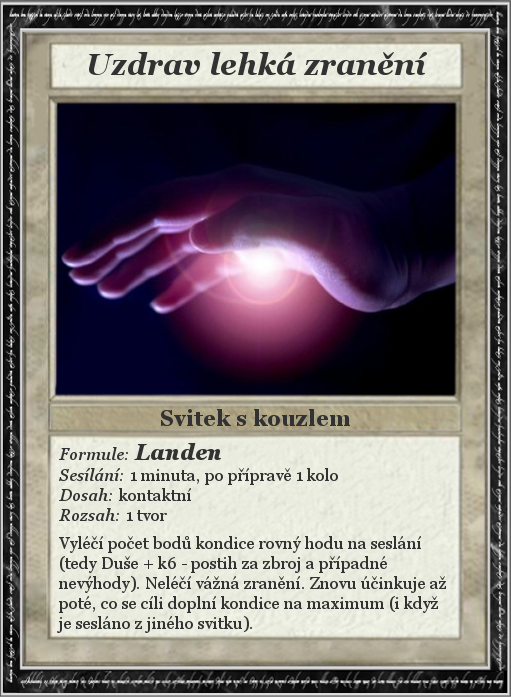 Uzdrav lehká zranění
Svitek s kouzlem
Formule: Landen
Sesílání: 1 minuta, po přípravě 1 kolo
Dosah: kontaktní
Rozsah: 1 tvor
Vyléčí počet bodů kondice rovný hodu na seslání
(tedy Duše + k6 - postih za zbroj a případné
nevýhody). Neléčí vážná zranění. Znovu účinkuje až
poté, co se cíli doplní kondice na maximum (i když
je sesláno z jiného svitku).